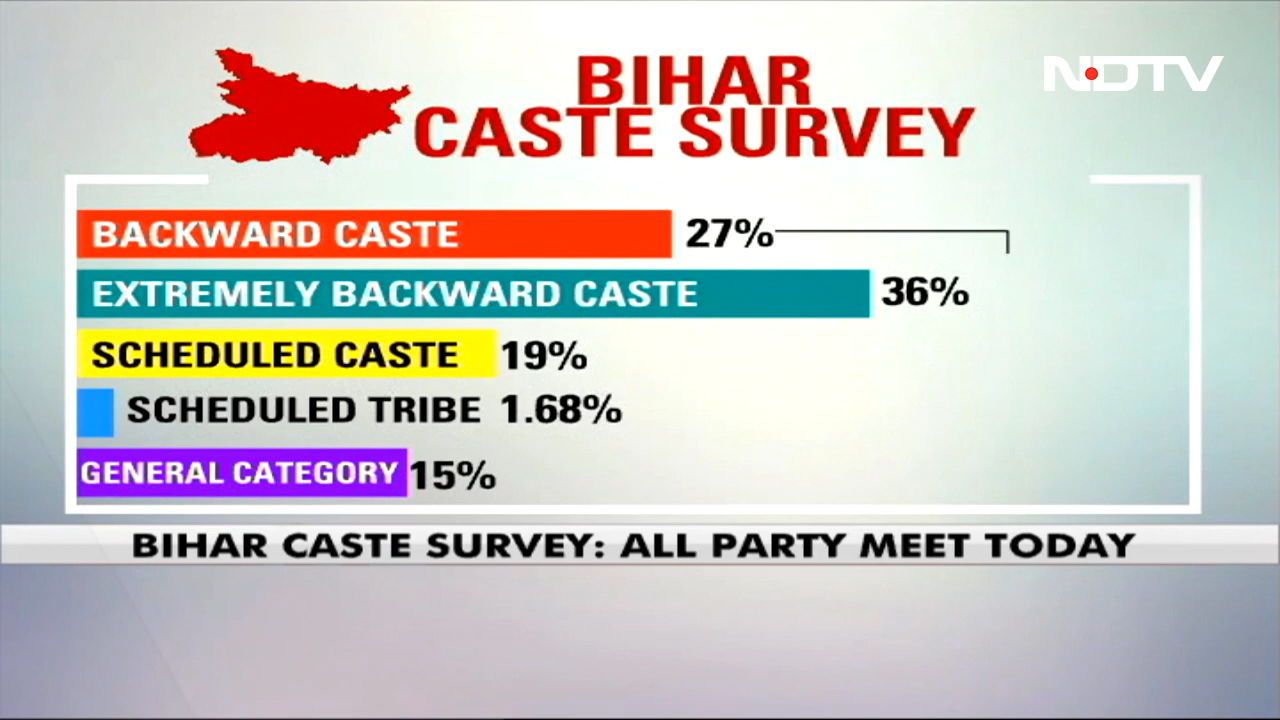 BIHAR
CASTE SURVEY
NDTV
BACKWARD CASTE 27%
EXTREMELY BACKWARD CASTE 36%
SCHEDULED CASTE 19%
SCHEDULED TRIBE 1.68%
GENERAL CATEGORY 15%
BIHAR CASTE SURVEY: ALL PARTY MEET TODAY